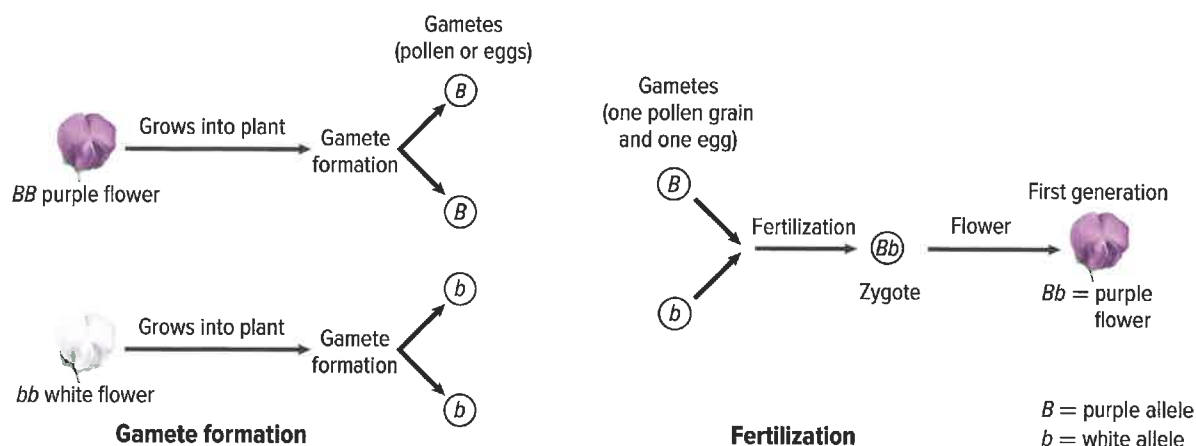 Gametes
(pollen or eggs)
B
Grows into plant
Gamete
formation
B
BB purple flower
b
Grows into plant
Gamete
formation
b
bb white flower
Gamete formation
Gametes
(one pollen grain
and one egg)
B
b
Fertilization
Bb
Zygote
Flower
First generation
Bb = purple
flower
Fertilization
B = purple allele
b = white allele